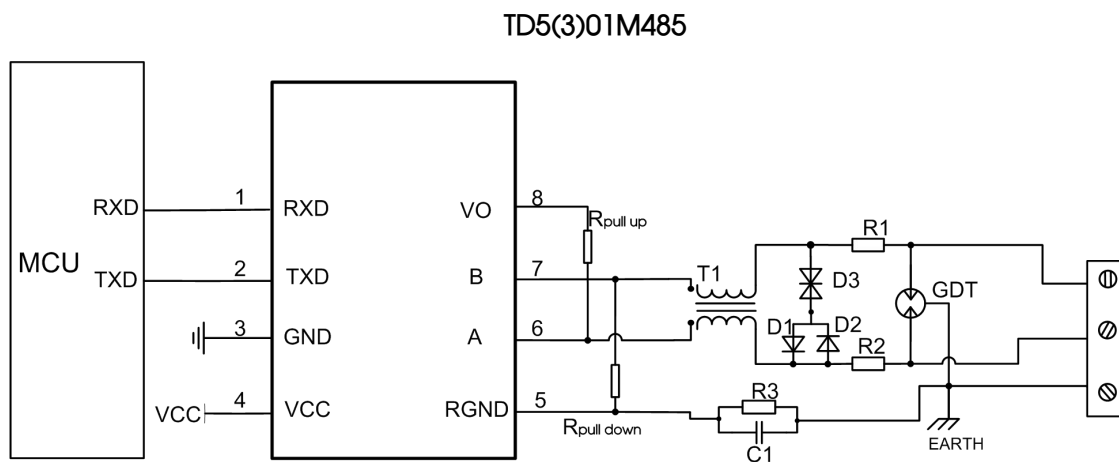 TD5(3)01M485
MCU
RXD
TXD
1
2
3
4
RXD
TXD
GND
VCC
VCC
VO
B
A
RGND
8
7
6
5
Rpull up
Rpull down
T1
D3
D1
D2
R1
R2
GDT
R3
C1
EARTH